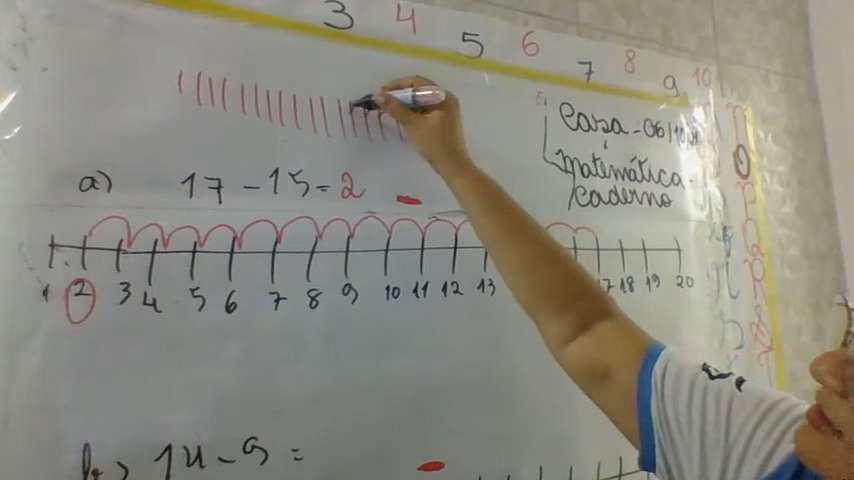 3 4 5 6 7 8 9 10
Casa - 06/10
matemática
caderno
a) 17 - 15 = 2
1 2 3 4 5 6 7 8 9 10 11 12 13 17 18 19 20
b) 14 - 9 =